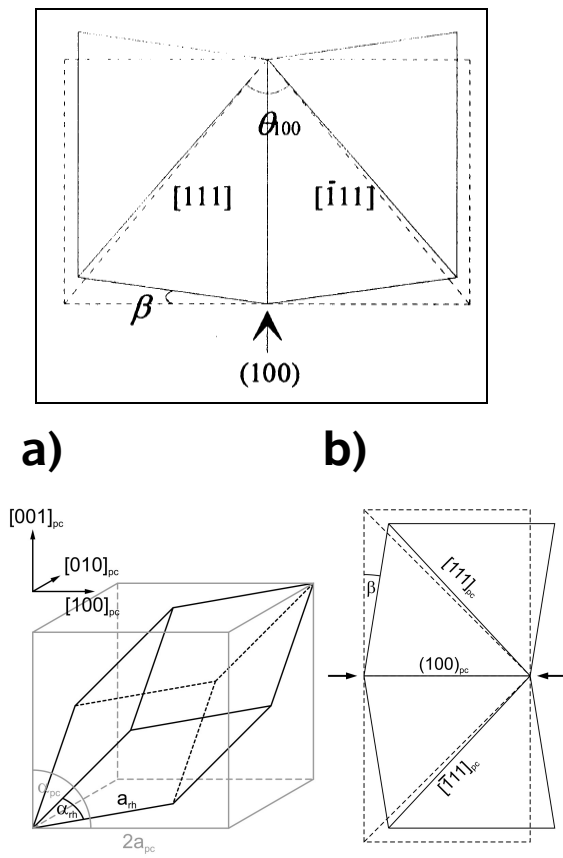 θ100
[111]
[1̄11]
β
(100)
a)
b)
[001]pc
[010]pc
[100]pc
αpc
αrh
arh
2apc
β
[111]pc
(100)pc
[1̄11]pc